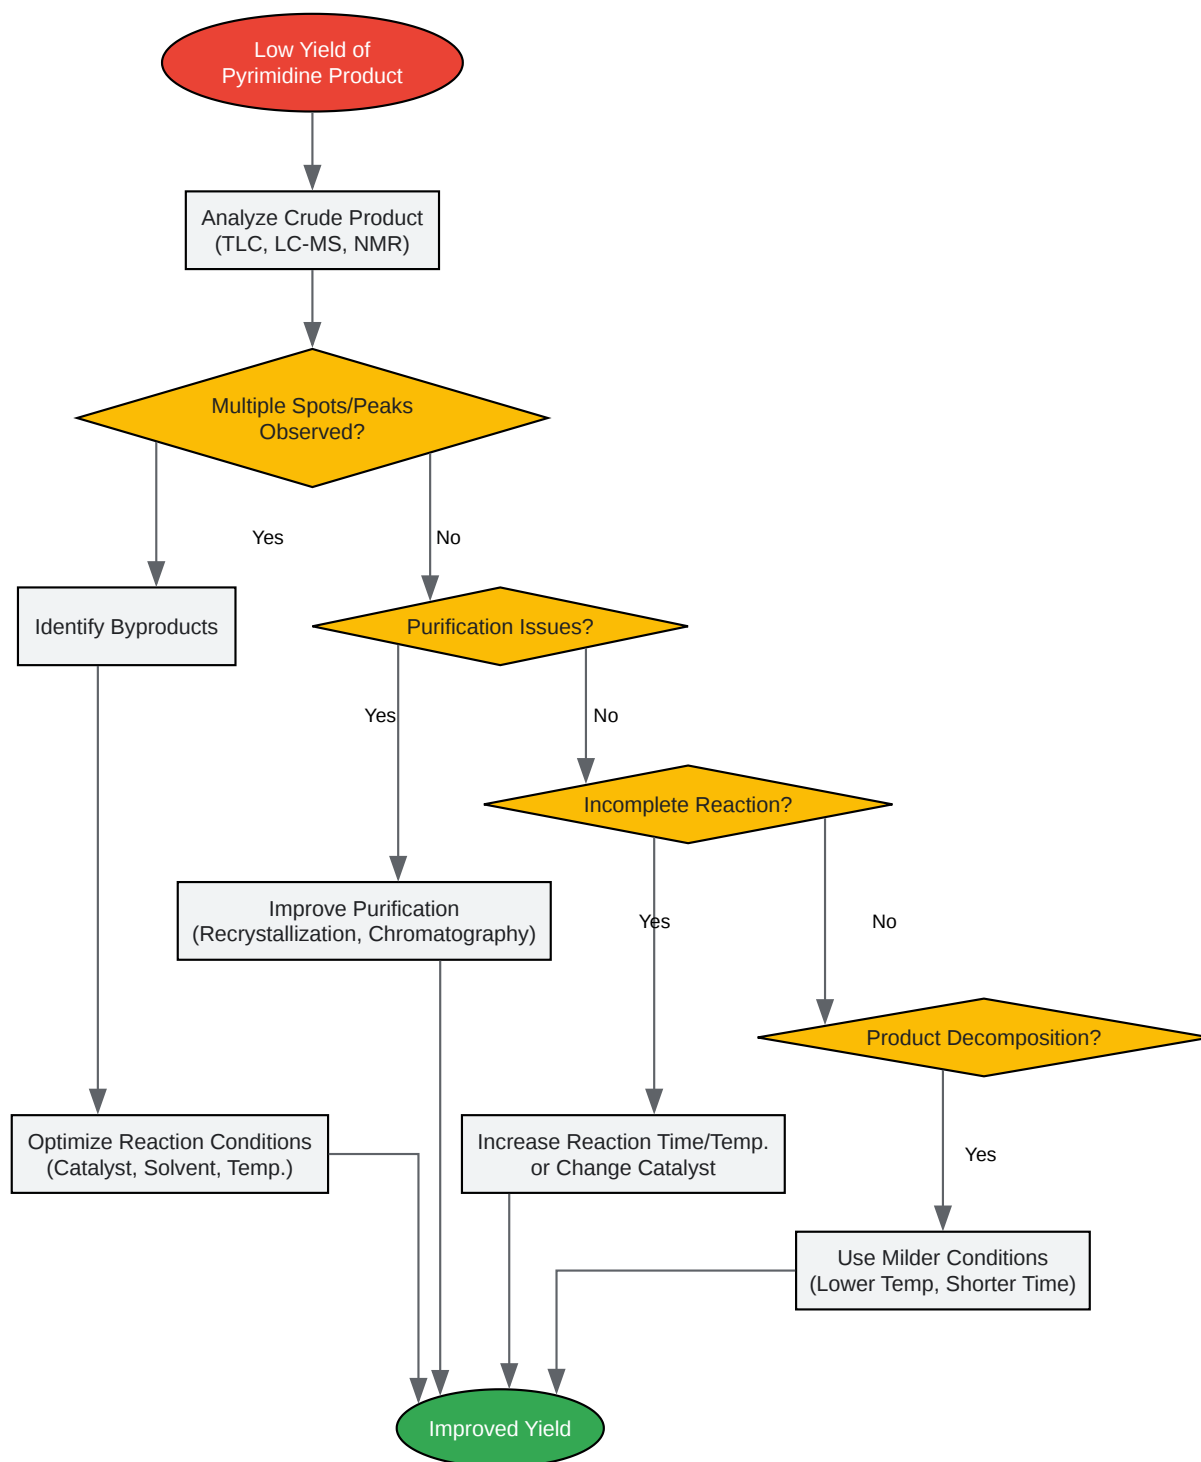 Low Yield of
Pyrimidine Product
Analyze Crude Product
(TLC, LC-MS, NMR)
Multiple Spots/Peaks
Observed?
Yes
No
Identify Byproducts
Purification Issues?
Yes
No
Incomplete Reaction?
Improve Purification
(Recrystallization, Chromatography)
Yes
No
Product Decomposition?
Optimize Reaction Conditions
(Catalyst, Solvent, Temp.)
Increase Reaction Time/Temp.
or Change Catalyst
Yes
Use Milder Conditions
(Lower Temp, Shorter Time)
Improved Yield